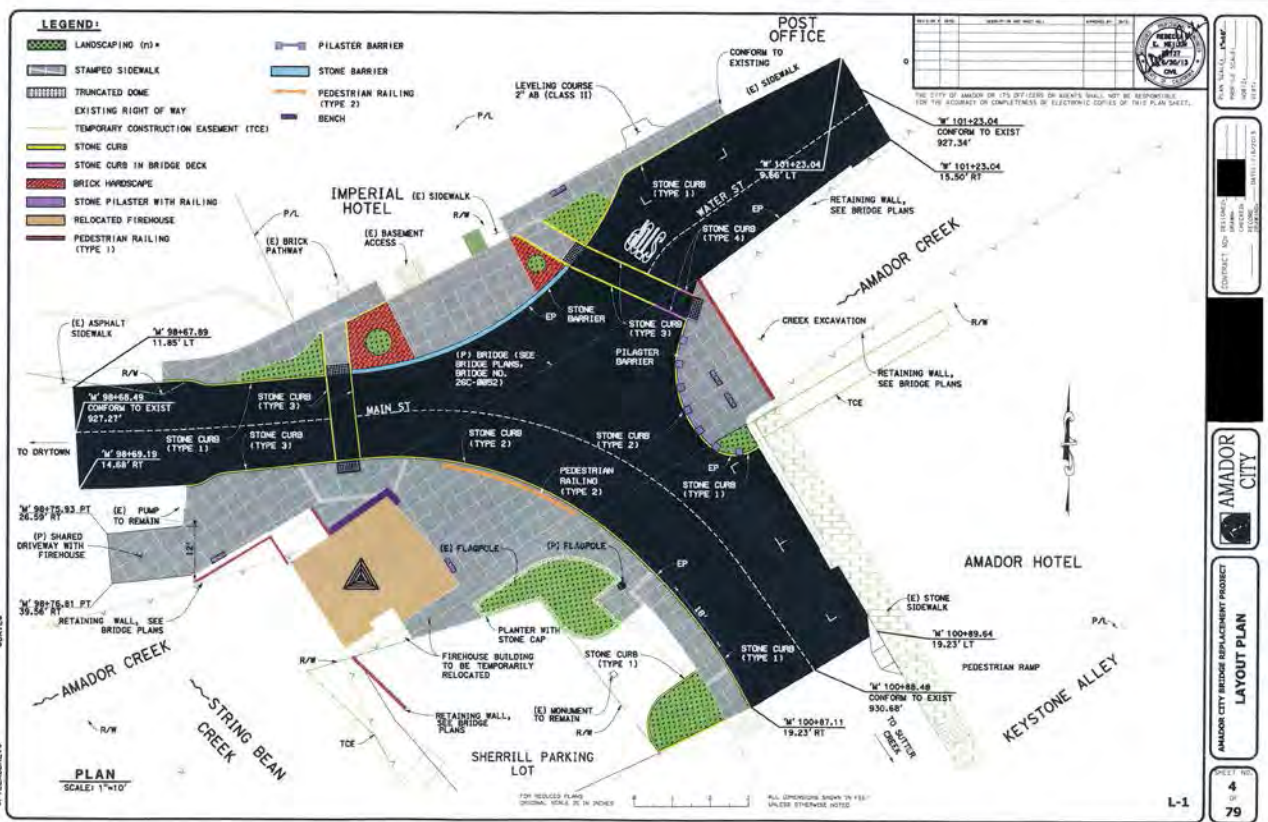 LEGEND:
LANDSCAPING (n)*
STAMPED SIDEWALK
TRUNCATED DOME
EXISTING RIGHT OF WAY
TEMPORARY CONSTRUCTION EASEMENT (TCE)
STONE CURB
STONE CURB IN BRIDGE DECK
BRICK HARDSCAPE
STONE PILASTER WITH RAILING
RELOCATED FIREHOUSE
PEDESTRIAN RAILING
(TYPE 1)
PILASTER BARRIER
STONE BARRIER
PEDESTRIAN RAILING
(TYPE 2)
BENCH
POST
OFFICE
CONFORM TO
EXISTING
(E) SIDEWALK
LEVELING COURSE
2" AB (CLASS II)
P/L
THE CITY OF AMADOR OR ITS OFFICERS OR AGENTS SHALL NOT BE RESPONSIBLE
FOR THE ACCURACY OR COMPLETENESS OF ELECTRONIC COPIES OF THIS PLAN SHEET.
CIVIL
'W' 101+23.04
CONFORM TO EXIST
927.34'
'W' 101+23.04
15.50' RT
'W' 101+23.04
9.66' LT
STONE CURB
(TYPE 1)
WATER ST
EP
RETAINING WALL,
SEE BRIDGE PLANS
STONE CURB
(TYPE 4)
IMPERIAL
HOTEL
(E) SIDEWALK
R/W
P/L
(E) BRICK
PATHWAY
(E) BASEMENT
ACCESS
AMADOR CREEK
R/W
CREEK EXCAVATION
RETAINING WALL,
SEE BRIDGE PLANS
TCE
EP
STONE
BARRIER
STONE CURB
(TYPE 3)
PILASTER
BARRIER
(E) ASPHALT
SIDEWALK
'M' 98+67.89
11.85' LT
R/W
'M' 98+68.49
CONFORM TO EXIST
927.27'
(P) BRIDGE (SEE
BRIDGE PLANS,
BRIDGE NO.
26C-0052)
STONE CURB
(TYPE 3)
MAIN ST
TO DRYTOWN
STONE CURB
(TYPE 1)
STONE CURB
(TYPE 3)
STONE CURB
(TYPE 2)
STONE CURB
(TYPE 2)
'M' 98+69.19
14.68' RT
EP
STONE CURB
(TYPE 1)
PEDESTRIAN
RAILING
(TYPE 2)
'M' 98+75.93 PT
26.59' RT
(E) PUMP
TO REMAIN
(P) SHARED
DRIVEWAY WITH
FIREHOUSE
12'
(E) FLAGPOLE
(P) FLAGPOLE
EP
18'
AMADOR HOTEL
(E) STONE
SIDEWALK
P/L
'M' 98+76.81 PT
39.56' RT
RETAINING WALL, SEE
BRIDGE PLANS
AMADOR CREEK
R/W
STRING BEAN
CREEK
R/W
FIREHOUSE BUILDING
TO BE TEMPORARILY
RELOCATED
PLANTER WITH
STONE CAP
STONE CURB
(TYPE 1)
STONE CURB
(TYPE 1)
'M' 100+89.64
19.23' LT
PEDESTRIAN RAMP
'M' 100+88.48
CONFORM TO EXIST
930.68'
'M' 100+87.11
19.23' RT
TO SUTTER
CREEK
KEYSTONE ALLEY
TCE
RETAINING WALL,
SEE BRIDGE
PLANS
(E) MONUMENT
TO REMAIN
R/W
SHERRILL PARKING
LOT
PLAN
SCALE: 1"=10'
FOR REDUCED PLANS
ORIGINAL SCALE IS IN INCHES
ALL DIMENSIONS SHOWN IN FEET
UNLESS OTHERWISE NOTED
L-1
AMADOR
CITY
AMADOR CITY BRIDGE REPLACEMENT PROJECT
LAYOUT PLAN
SHEET NO.
4
OF
79